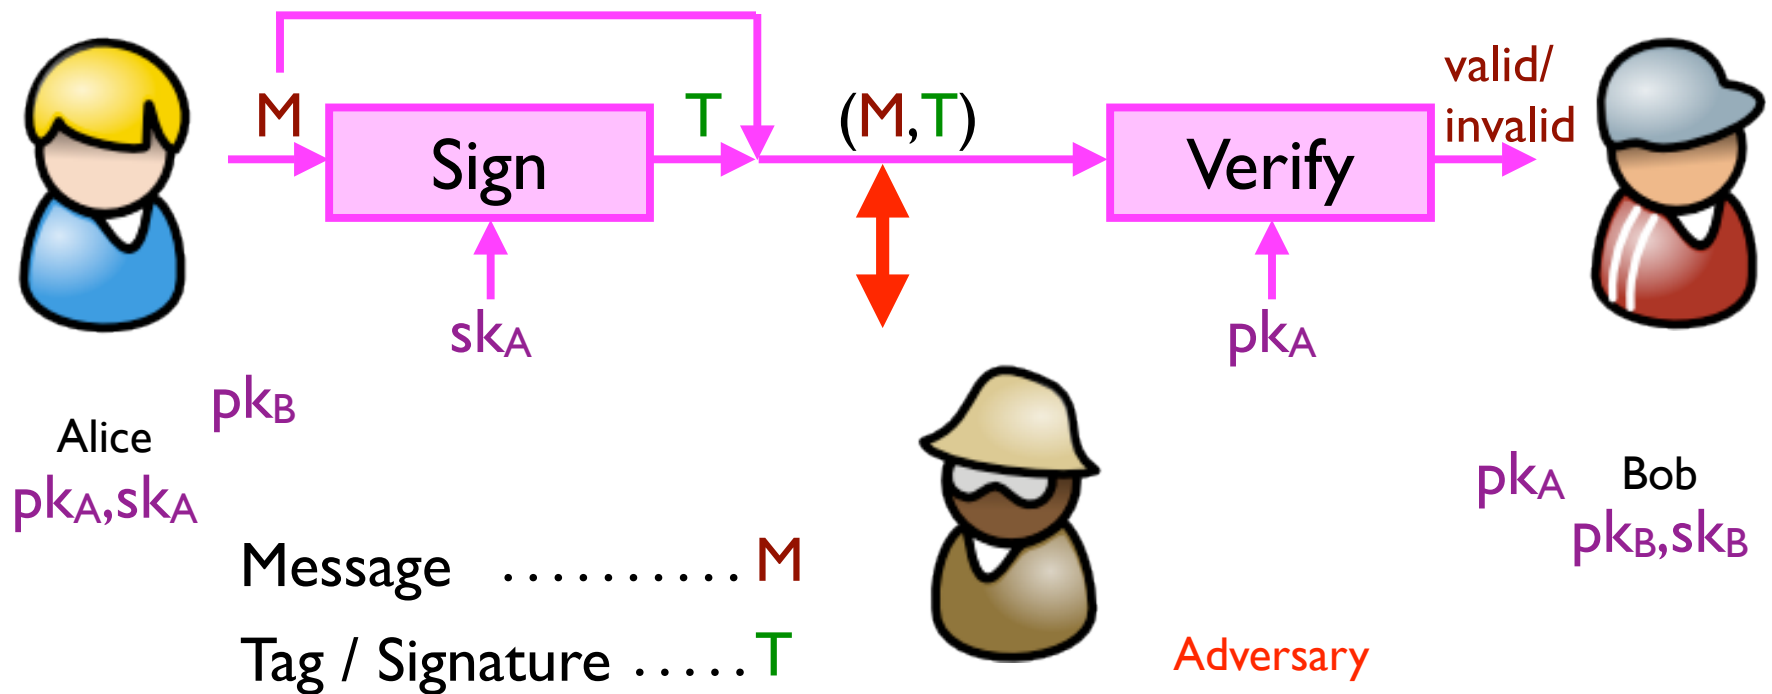 valid/
invalid
M
Sign
T
(M,T)
Verify
skA
pkA
pkB
Alice
pkA,skA
pkA
Bob
pkB,skB
Message .......... M
Tag / Signature ..... T
Adversary